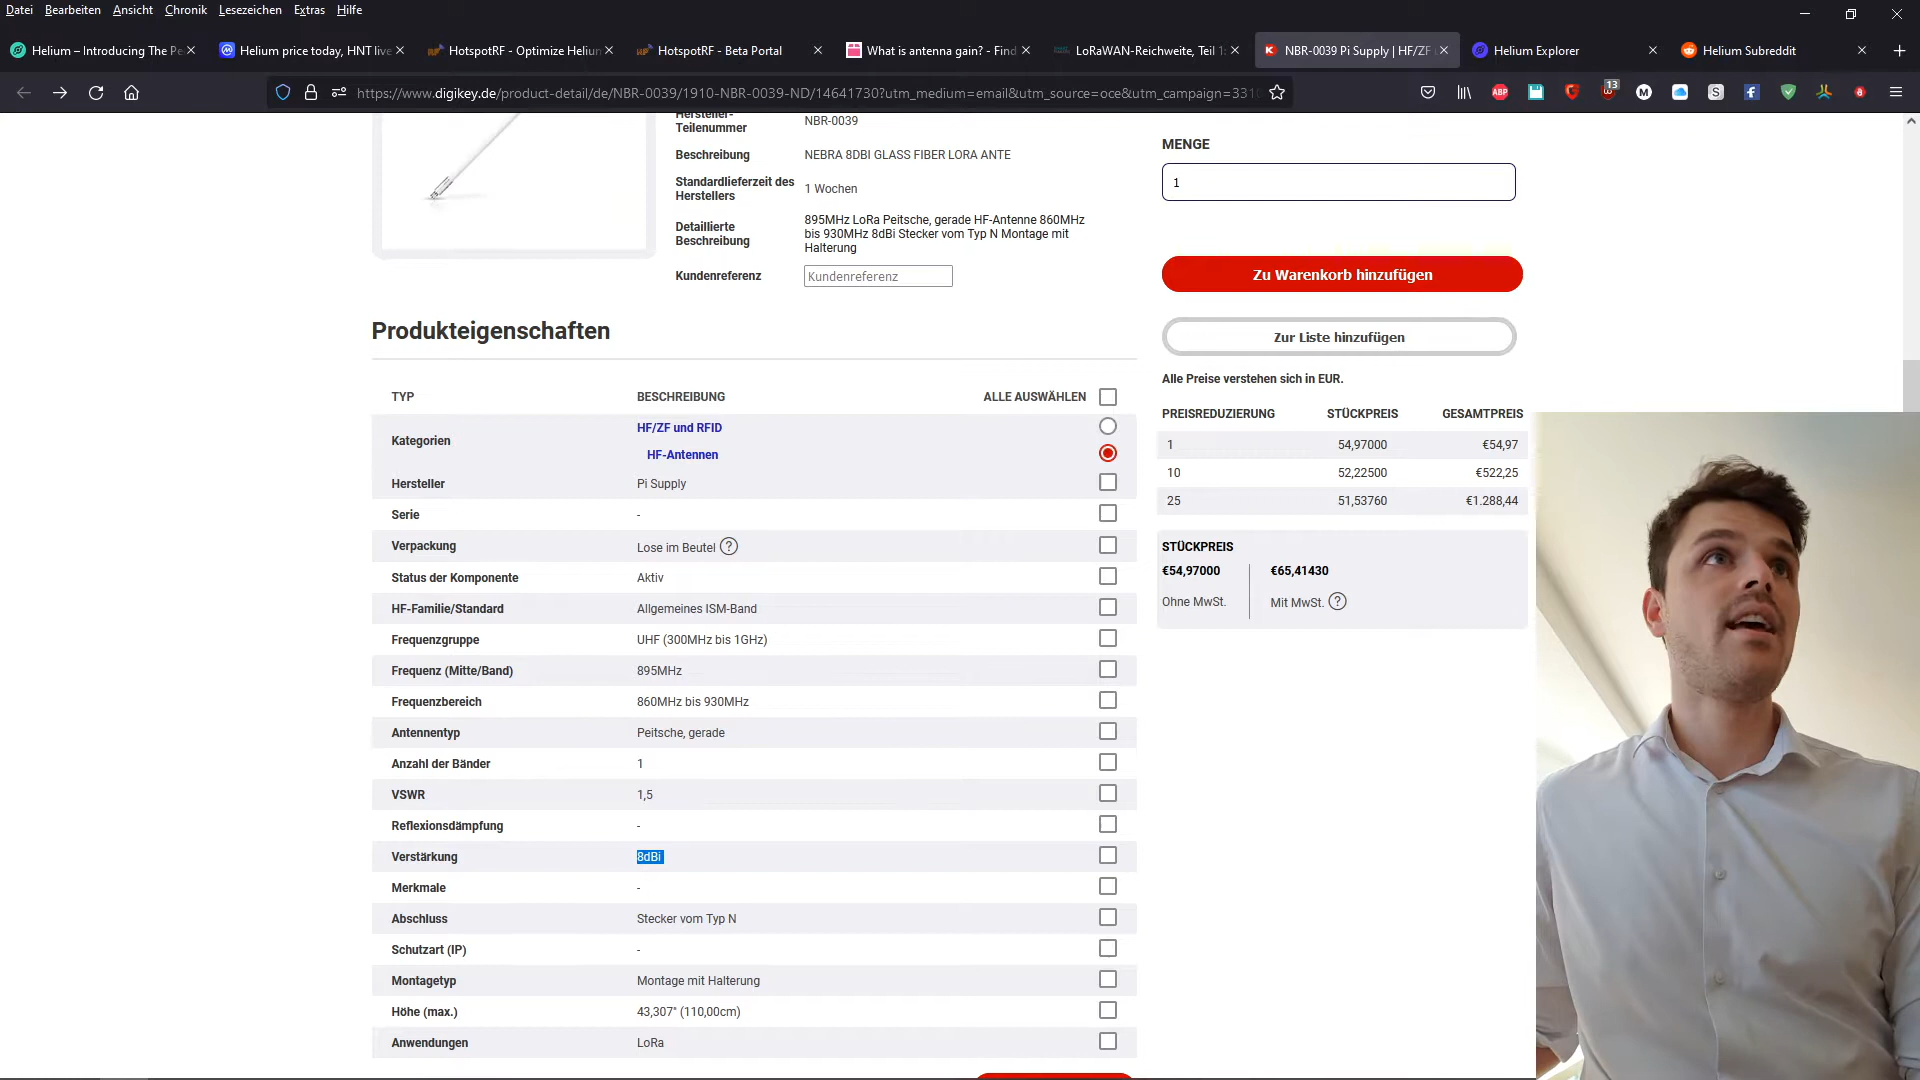 Datei Bearbeiten Ansicht Chronik Lesezeichen Extras Hilfe
Helium – Introducing The Pe
Helium price today, HNT live
HotspotRF - Optimize Helium
HotspotRF - Beta Portal
What is antenna gain? - Find
LoRaWAN-Reichweite, Teil 1:
NBR-0039 Pi Supply | HF/ZF
Helium Explorer
Helium Subreddit
https://www.digikey.de/product-detail/de/NBR-0039/1910-NBR-0039-ND/14641730?utm_medium=email&utm_source=oce&utm_campaign=3310
ABP
13
Hersteller-
Teilenummer
NBR-0039
Beschreibung
NEBRA 8DBI GLASS FIBER LORA ANTE
Standardlieferzeit des
Herstellers
1 Wochen
Detaillierte
Beschreibung
895MHz LoRa Peitsche, gerade HF-Antenne 860MHz
bis 930MHz 8dBi Stecker vom Typ N Montage mit
Halterung
Kundenreferenz
Kundenreferenz
MENGE
1
Zu Warenkorb hinzufügen
Zur Liste hinzufügen
Alle Preise verstehen sich in EUR.
PREISREDUZIERUNG STÜCKPREIS GESAMTPREIS
1 54,97000 €54,97
10 52,22500 €522,25
25 51,53760 €1.288,44
STÜCKPREIS
€54,97000 €65,41430
Ohne MwSt. Mit MwSt. ?
Produkteigenschaften
TYP BESCHREIBUNG ALLE AUSWÄHLEN
Kategorien
HF/ZF und RFID
HF-Antennen
Hersteller Pi Supply
Serie -
Verpackung Lose im Beutel ?
Status der Komponente Aktiv
HF-Familie/Standard Allgemeines ISM-Band
Frequenzgruppe UHF (300MHz bis 1GHz)
Frequenz (Mitte/Band) 895MHz
Frequenzbereich 860MHz bis 930MHz
Antennentyp Peitsche, gerade
Anzahl der Bänder 1
VSWR 1,5
Reflexionsdämpfung -
Verstärkung 8dBi
Merkmale -
Abschluss Stecker vom Typ N
Schutzart (IP) -
Montagetyp Montage mit Halterung
Höhe (max.) 43,307" (110,00cm)
Anwendungen LoRa